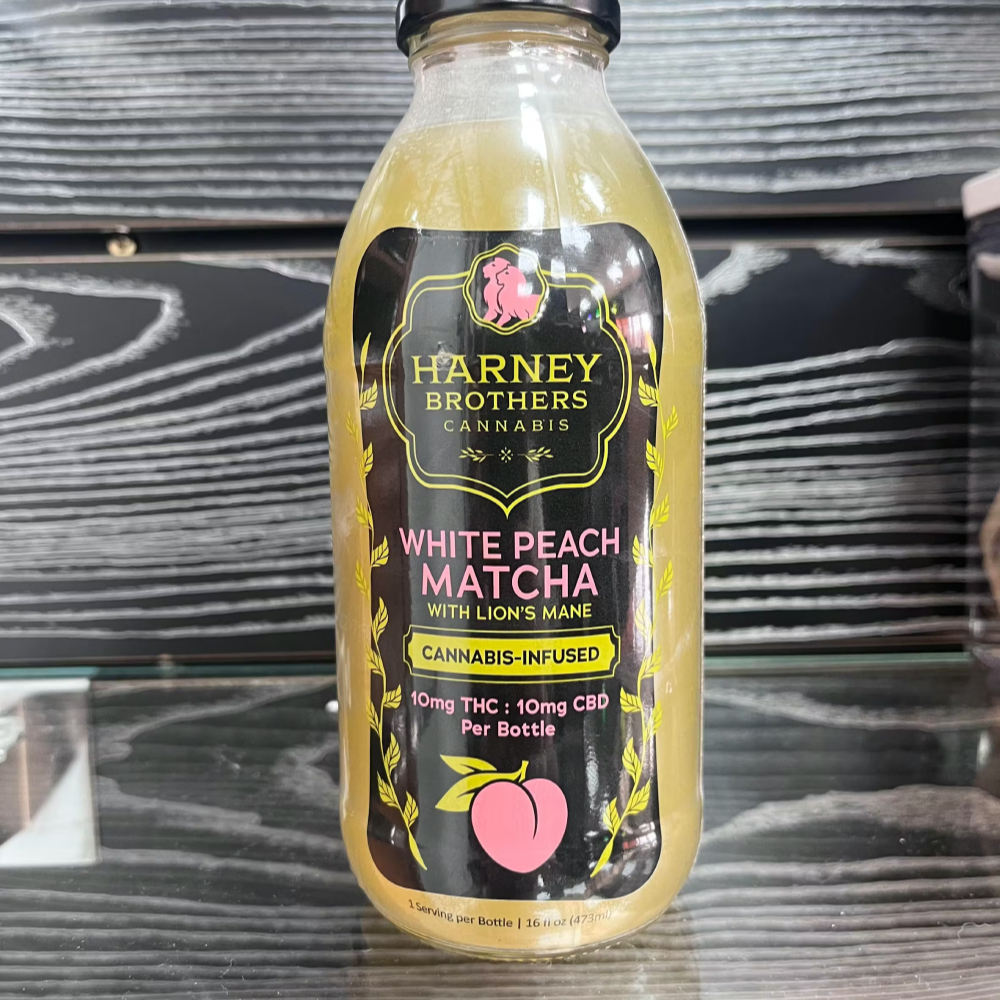 HARNEY
BROTHERS
CANNABIS
WHITE PEACH
MATCHA
WITH LION'S MANE
CANNABIS-INFUSED
10mg THC : 10mg CBD
Per Bottle
1 Serving per Bottle | 16 fl oz (473ml)